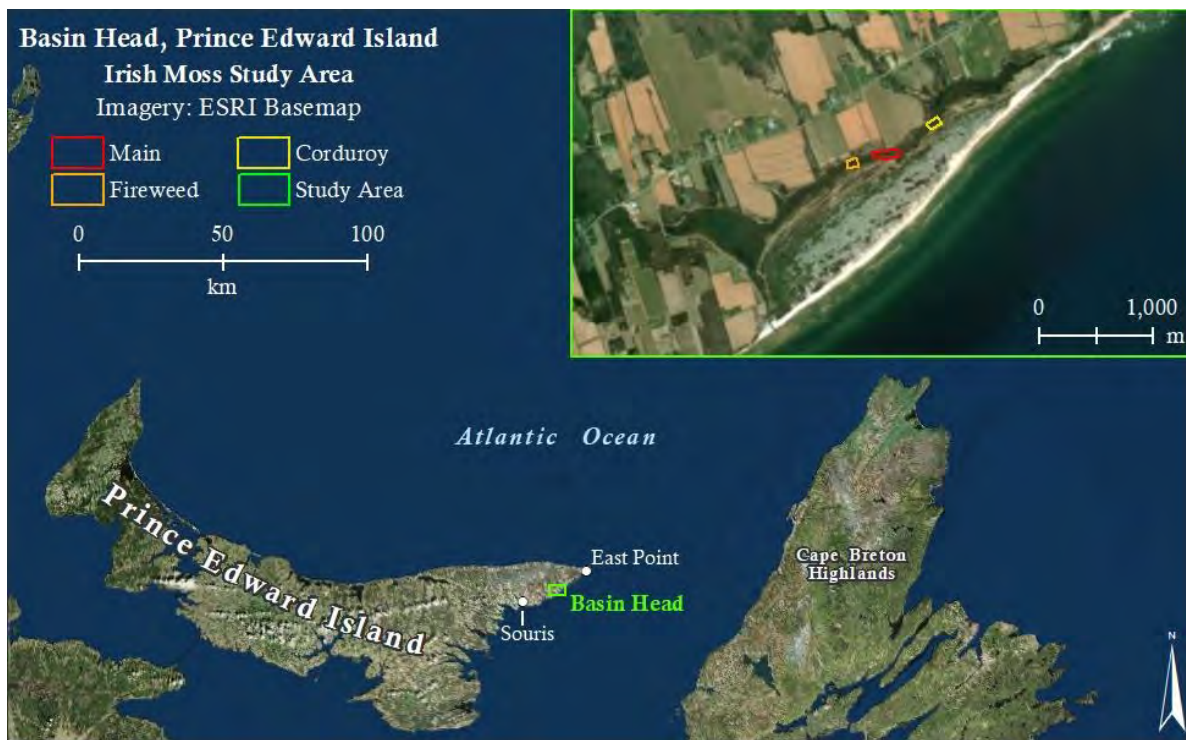 Basin Head, Prince Edward Island
Irish Moss Study Area
Imagery: ESRI Basemap
Main
Corduroy
Fireweed
Study Area
0 50 100
km
0 1,000
m
Atlantic Ocean
Prince Edward Island
East Point
Basin Head
Souris
Cape Breton
Highlands
N